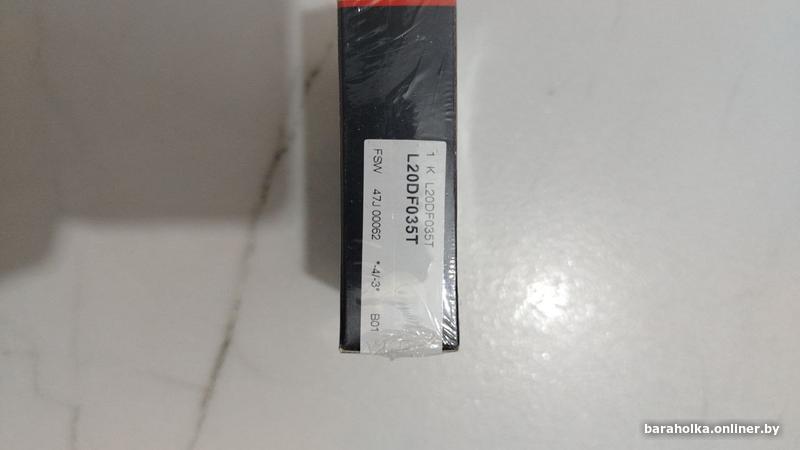 1 K L20DF035T
L20DF035T
FSW 47J 00062 *-4/-3* B01
baraholka.onliner.by